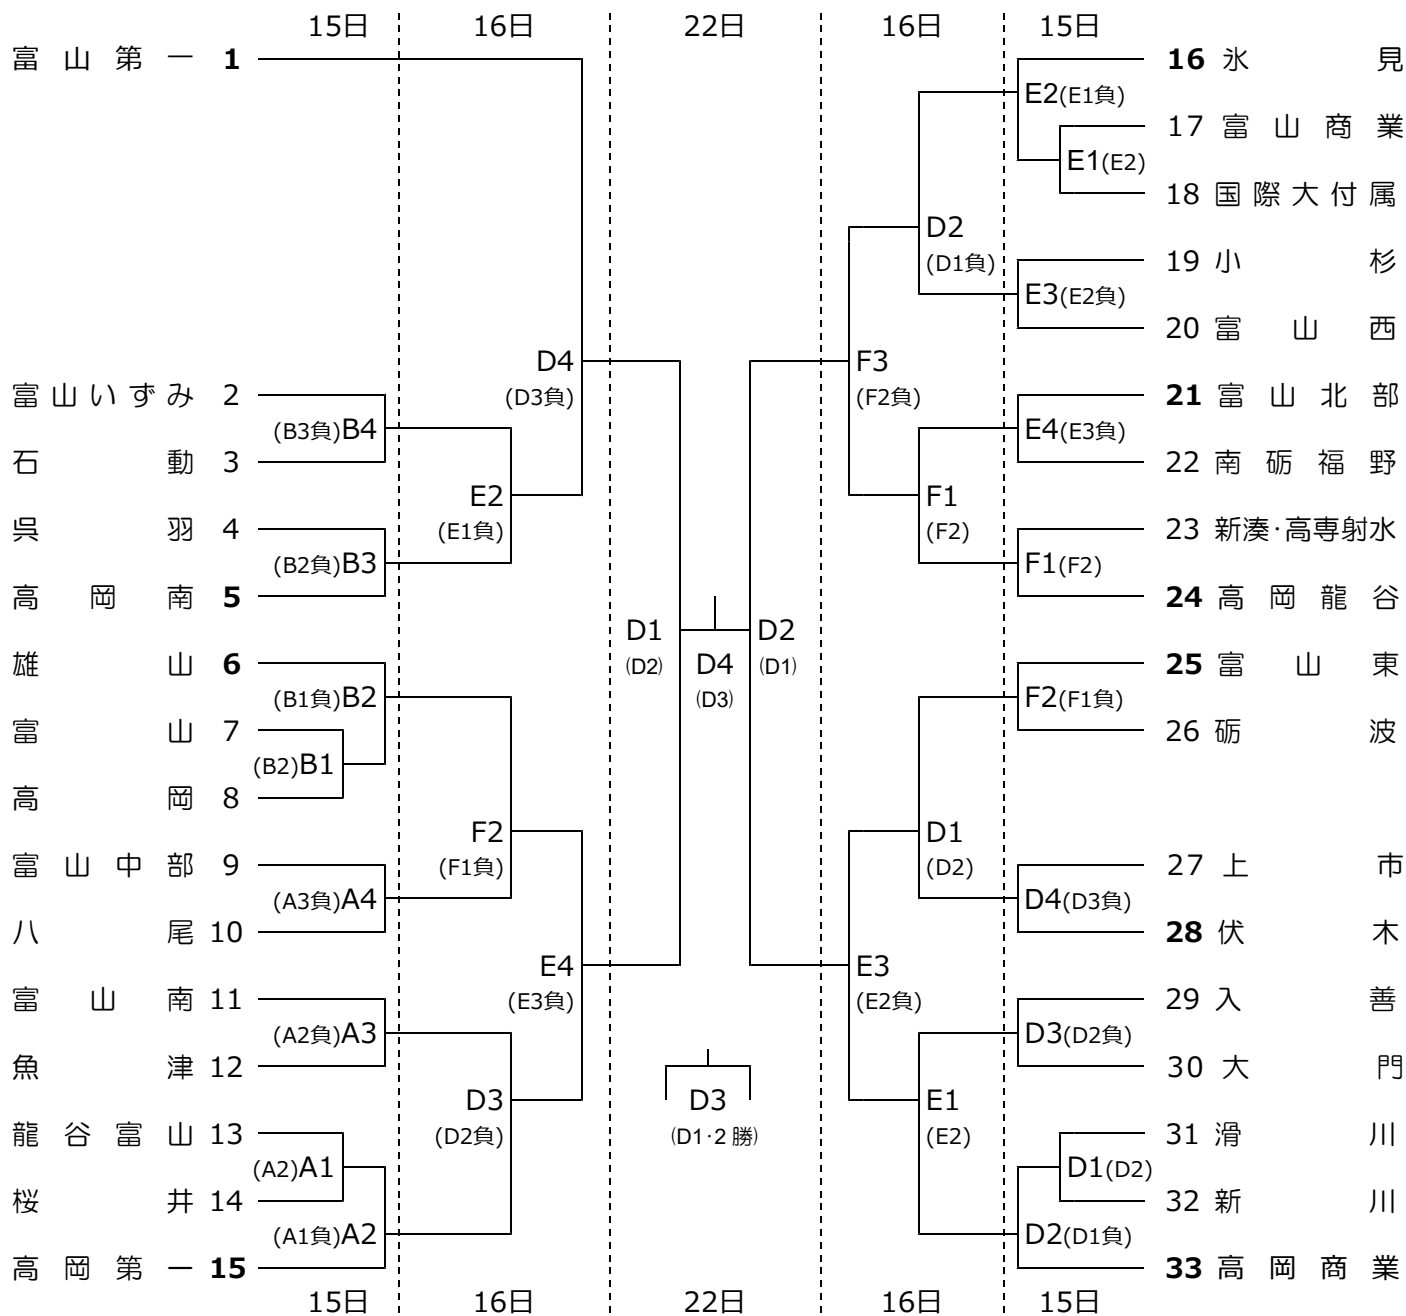 15日 16日 22日 16日 15日
富山第一 1
富山いずみ 2
(B3負)B4
石動 3
E2
(E1負)
呉羽 4
(B2負)B3
高岡南 5
D4
(D3負)
雄山 6
(B1負)B2
富山 7
(B2)B1
高岡 8
F2
(F1負)
富山中部 9
(A3負)A4
八尾 10
E4
(E3負)
富山南 11
(A2負)A3
魚津 12
D3
(D2負)
龍谷富山 13
(A2)A1
桜井 14
(A1負)A2
高岡第一 15
D1
(D2)
D4
(D3)
D2
(D1)
D3
(D1·2 勝)
16 氷見
E2(E1負)
17 富山商業
E1(E2)
18 国際大付属
D2
(D1負)
19 小杉
E3(E2負)
20 富山西
F3
(F2負)
21 富山北部
E4(E3負)
22 南砺福野
F1
(F2)
23 新湊·高専射水
F1(F2)
24 高岡龍谷
25 富山東
F2(F1負)
26 砺波
D1
(D2)
27 上市
D4(D3負)
28 伏木
E3
(E2負)
29 入善
D3(D2負)
30 大門
E1
(E2)
31 滑川
D1(D2)
32 新川
D2(D1負)
33 高岡商業
15日 16日 22日 16日 15日